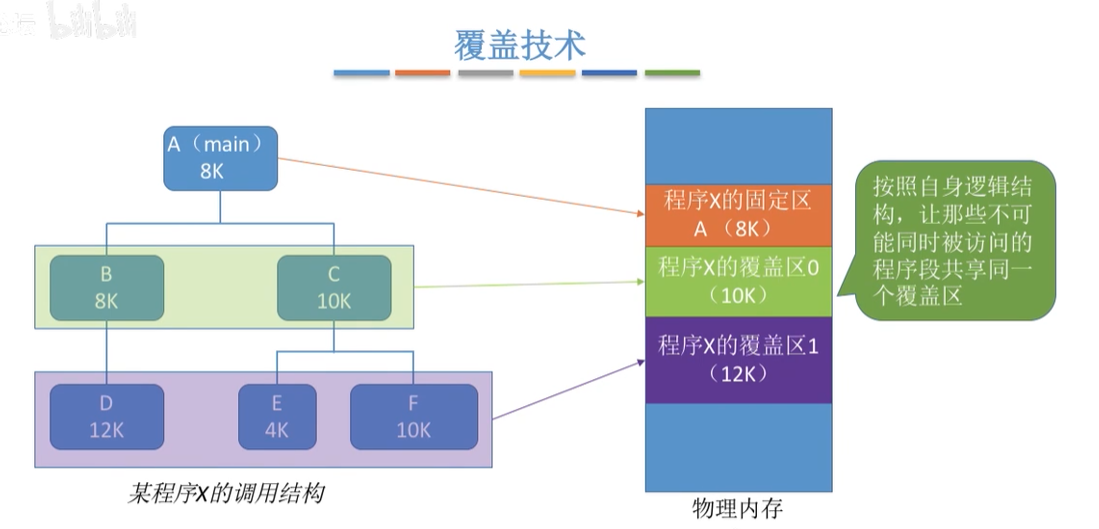 bilibili
覆盖技术
A（main）
8K
B
8K
C
10K
D
12K
E
4K
F
10K
某程序X的调用结构
程序X的固定区
A （8K）
程序X的覆盖区0
（10K）
程序X的覆盖区1
（12K）
物理内存
按照自身逻辑结
构，让那些不可
能同时被访问的
程序段共享同一
个覆盖区